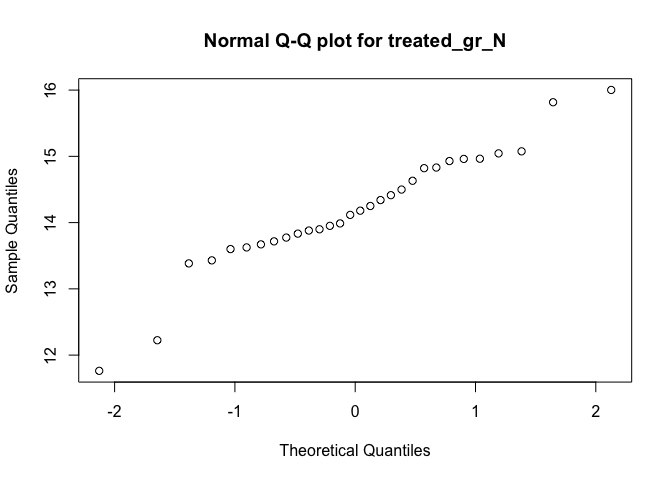 Normal Q-Q plot for treated_gr_N
16
15
14
13
12
Sample Quantiles
-2 -1 0 1 2
Theoretical Quantiles